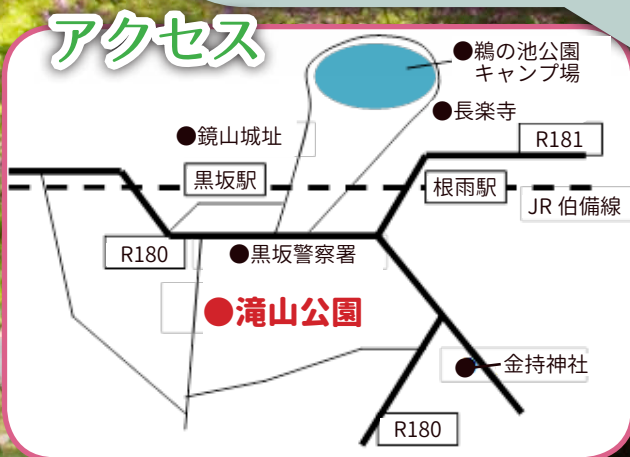 アクセス
●鵜の池公園
キャンプ場
●長楽寺
●鏡山城址
R181
黒坂駅
根雨駅
JR 伯備線
R180
●黒坂警察署
●滝山公園
金持神社
R180